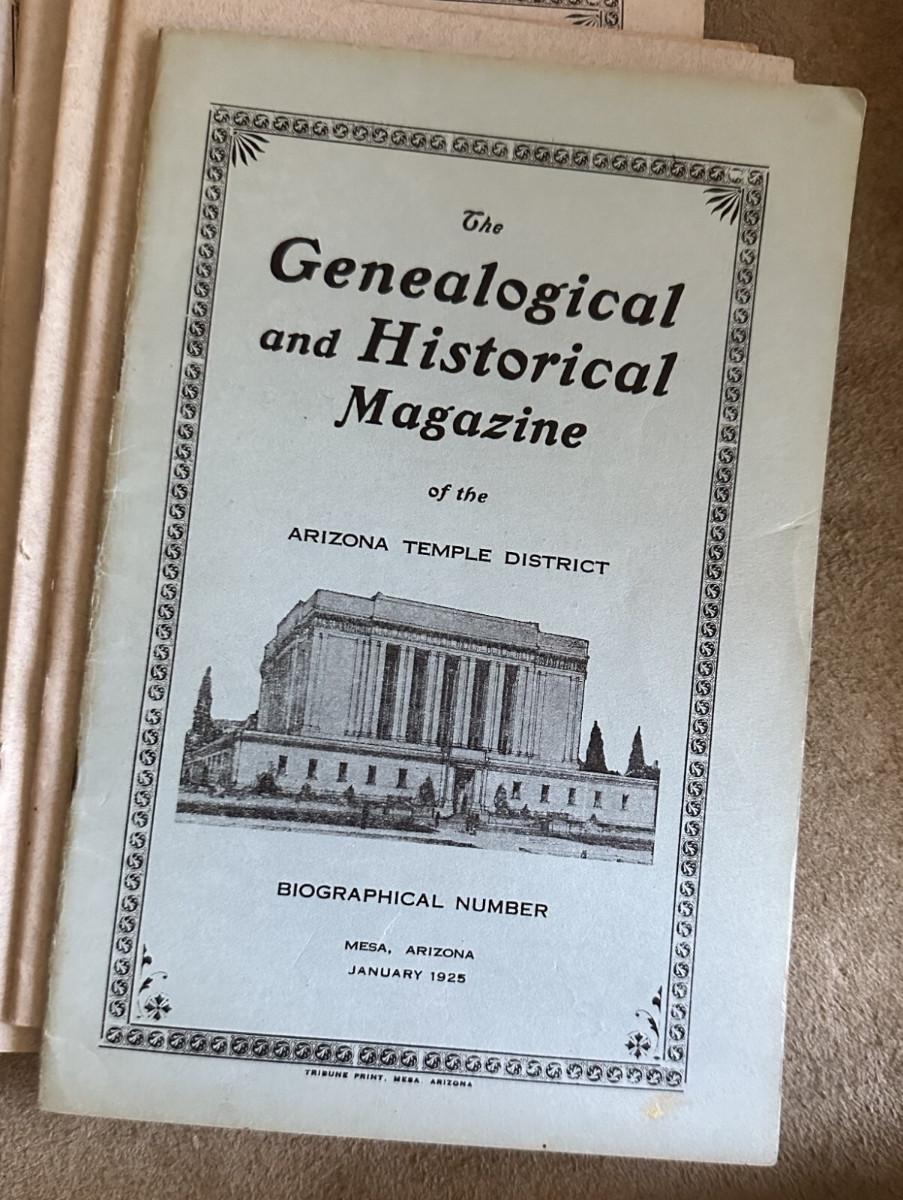 The
Genealogical
and Historical
Magazine
of the
ARIZONA TEMPLE DISTRICT
BIOGRAPHICAL NUMBER
MESA, ARIZONA
JANUARY 1925
TRIBUNE PRINT, MESA, ARIZONA